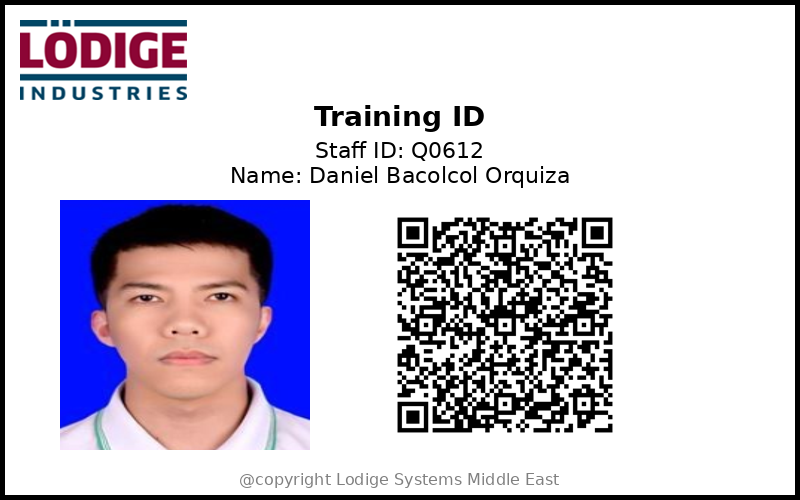 LÖDIGE
INDUSTRIES
Training ID
Staff ID: Q0612
Name: Daniel Bacolcol Orquiza
@copyright Lodige Systems Middle East